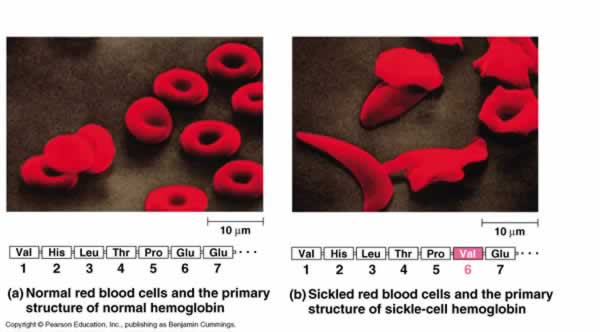 10 μm
10 μm
Val His Leu Thr Pro Glu Glu ···
1 2 3 4 5 6 7
Val His Leu Thr Pro Val Glu ···
1 2 3 4 5 6 7
(a) Normal red blood cells and the primary
structure of normal hemoglobin
(b) Sickled red blood cells and the primary
structure of sickle-cell hemoglobin
Copyright © Pearson Education, Inc., publishing as Benjamin Cummings.